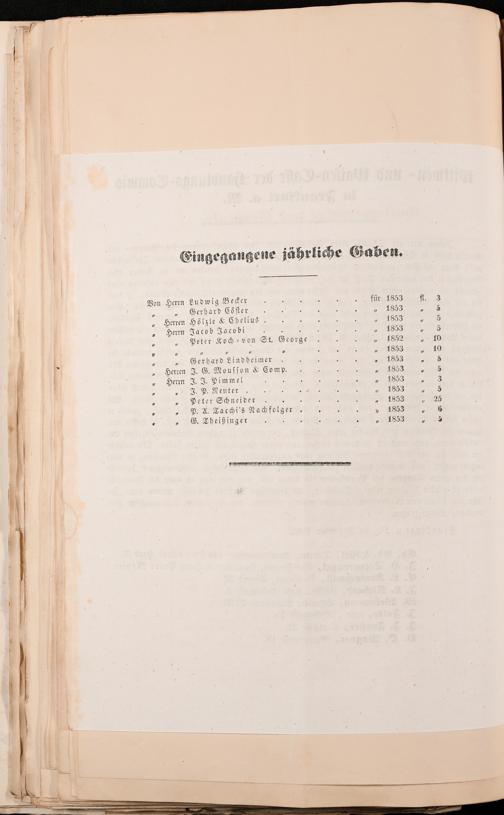 Eingegangene jährliche Gaben.
Von Herrn Ludwig Becker . . . . . . für 1853 fl. 3
„ „ Gerhard Cöster . . . . . . „ 1853 „ 5
„ Herren Hölzle & Chelius . . . . . . „ 1853 „ 5
„ Herrn Jacob Jacobi . . . . . . „ 1853 „ 5
„ „ Peter Koch-von St. George . . . „ 1852 „ 10
„ „ „ „ „ „ . . . „ 1853 „ 10
„ „ Gerhard Lindheimer . . . . . „ 1853 „ 5
„ Herren J. G. Mouson & Comp. . . . . „ 1853 „ 5
„ Herrn J. J. Pimmel . . . . „ 1853 „ 3
„ „ J. P. Reuter . . . . . . „ 1853 „ 5
„ „ Peter Schneider . . . . . . „ 1853 „ 25
„ „ P. A. Tacchi's Nachfolger . . . . „ 1853 „ 6
„ „ G. Theißinger . . . . . „ 1853 „ 5